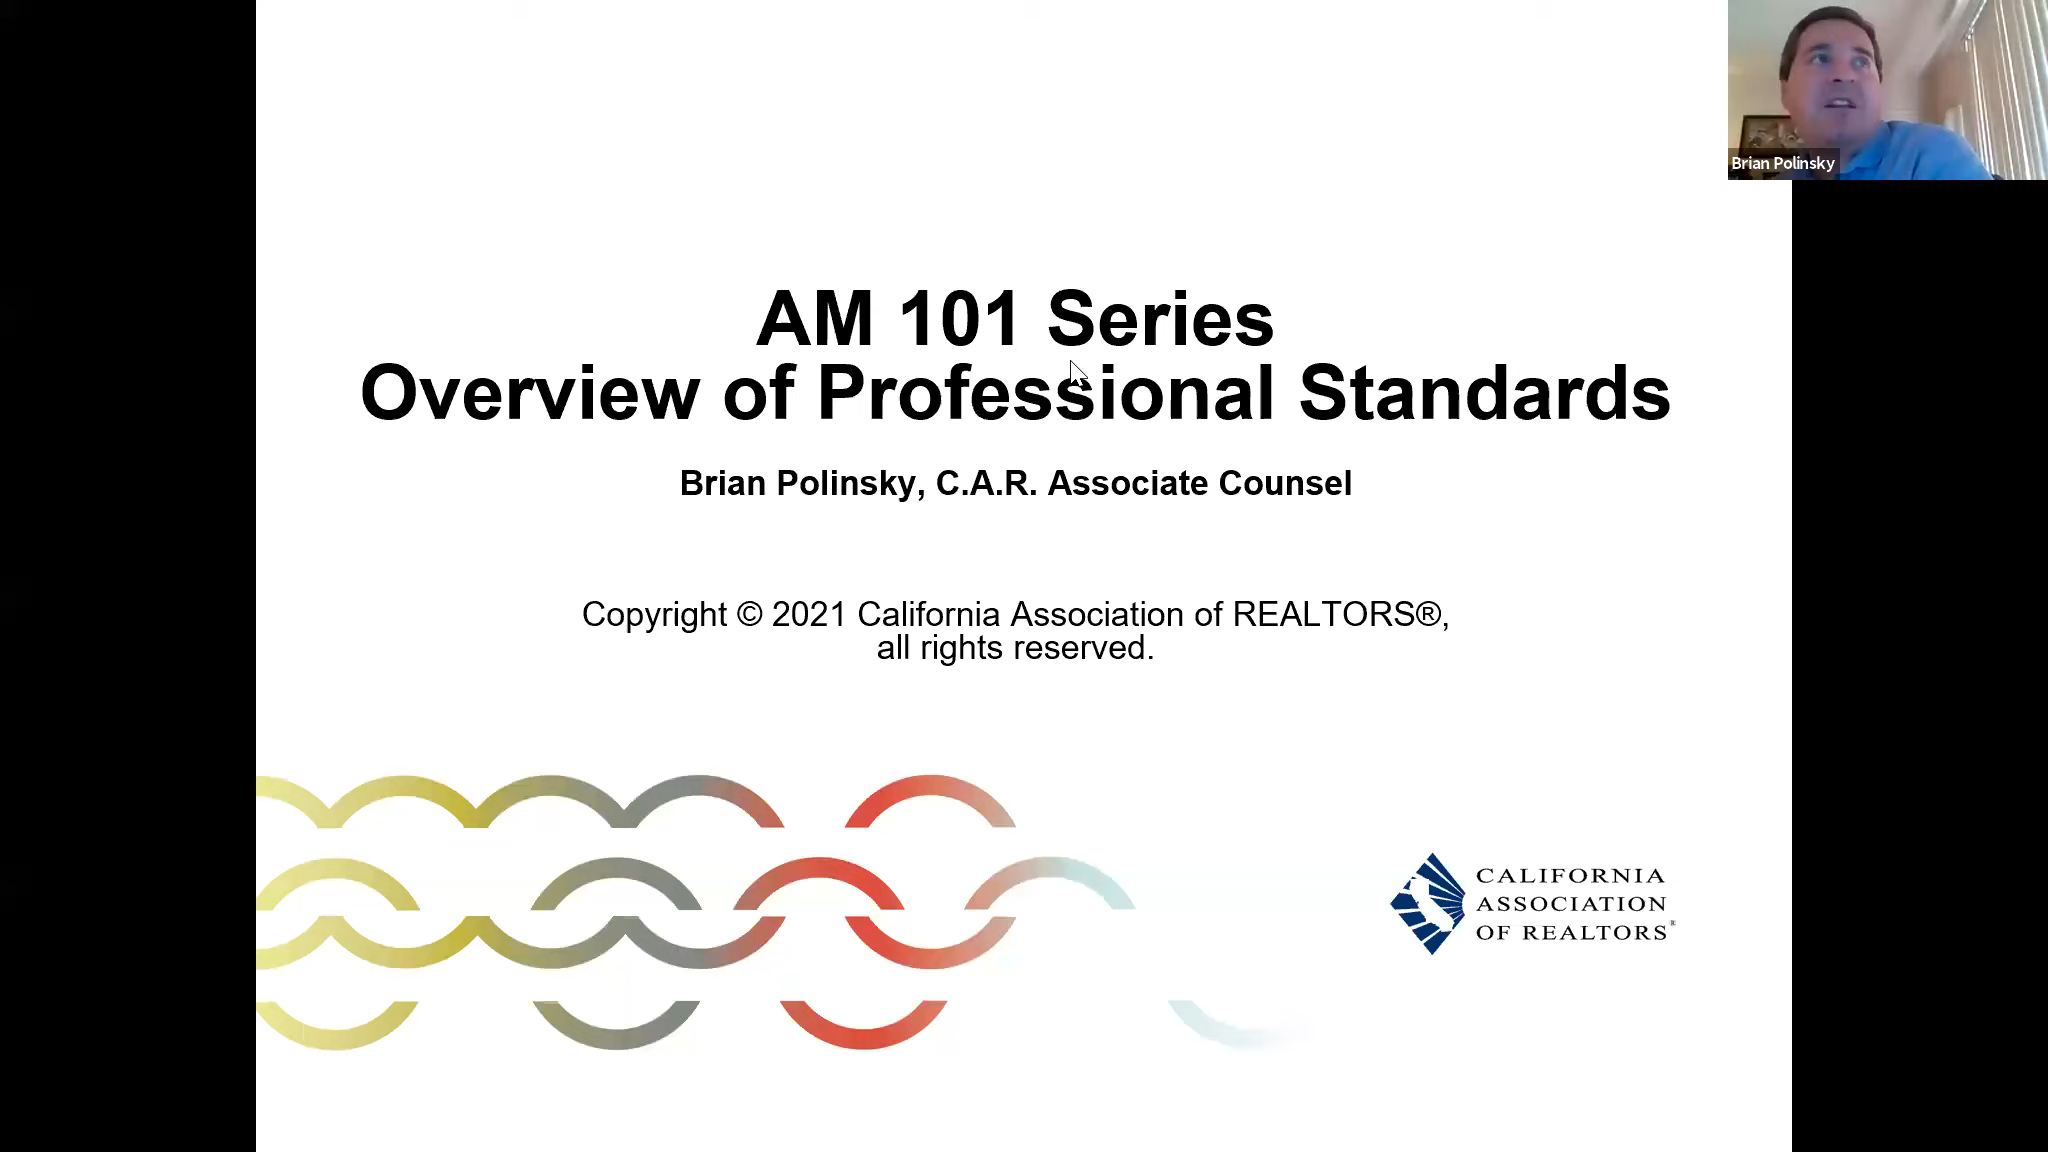 Brian Polinsky
AM 101 Series
Overview of Professional Standards
Brian Polinsky, C.A.R. Associate Counsel
Copyright © 2021 California Association of REALTORS®,
all rights reserved.
CALIFORNIA
ASSOCIATION
OF REALTORS®